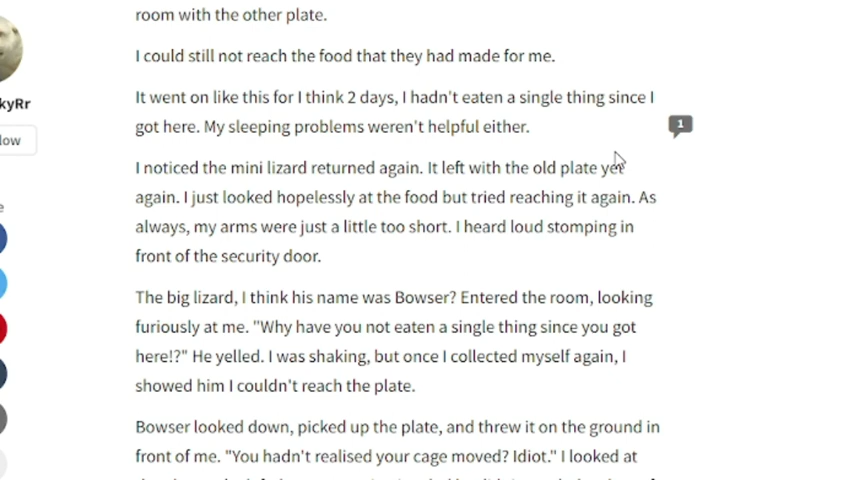 room with the other plate.
I could still not reach the food that they had made for me.
It went on like this for I think 2 days, I hadn't eaten a single thing since I
got here. My sleeping problems weren't helpful either.
1
kyRr
low
I noticed the mini lizard returned again. It left with the old plate yet
again. I just looked hopelessly at the food but tried reaching it again. As
always, my arms were just a little too short. I heard loud stomping in
front of the security door.
e
The big lizard, I think his name was Bowser? Entered the room, looking
furiously at me. "Why have you not eaten a single thing since you got
here!?" He yelled. I was shaking, but once I collected myself again, I
showed him I couldn't reach the plate.
Bowser looked down, picked up the plate, and threw it on the ground in
front of me. "You hadn't realised your cage moved? Idiot." I looked at